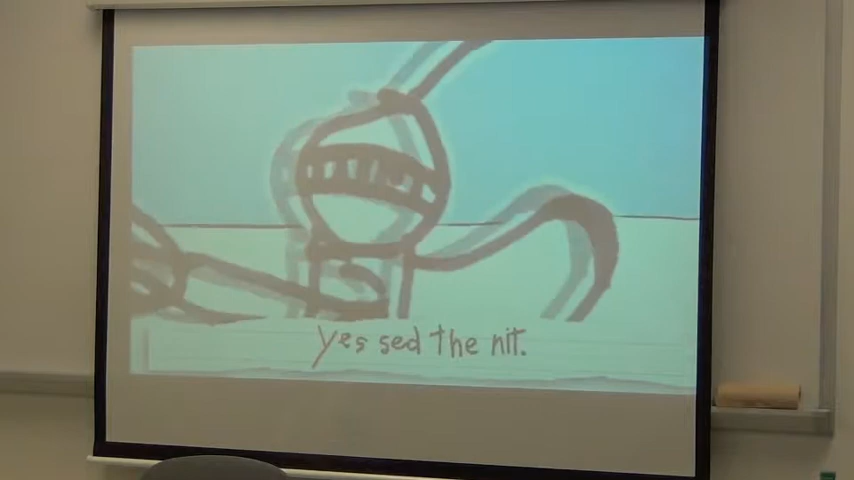 yes sed the nit.